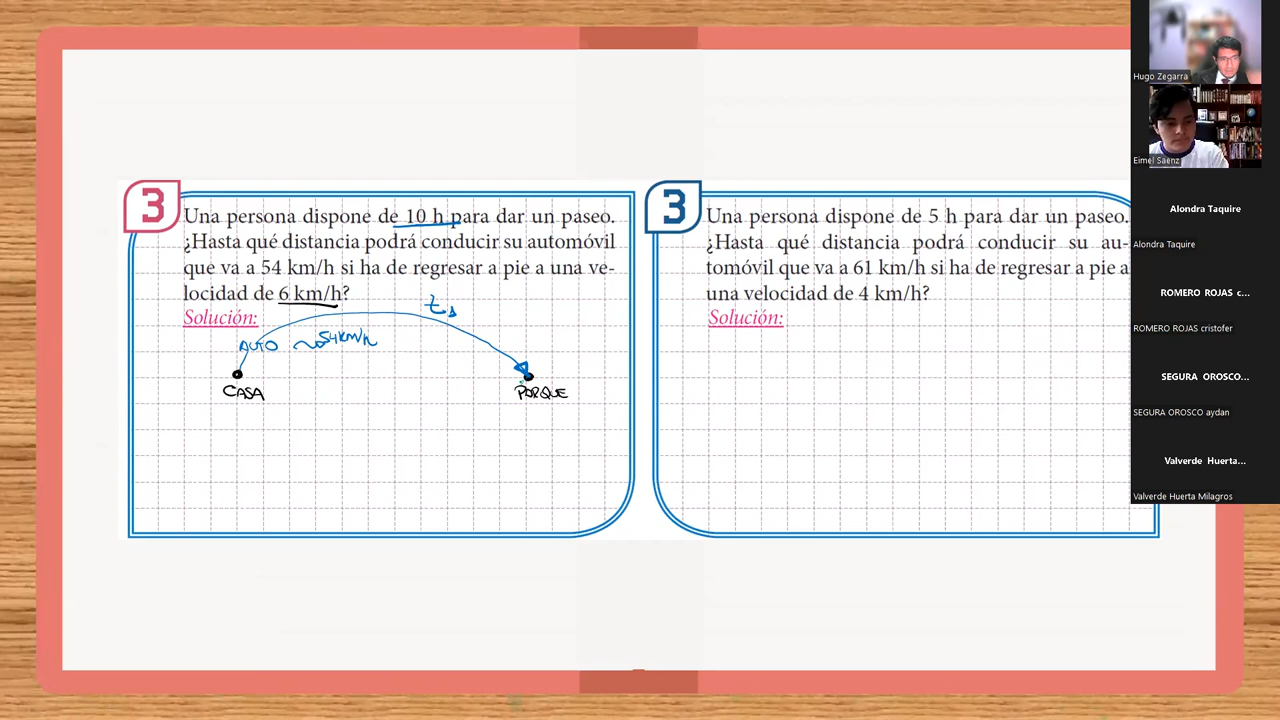 3
Una persona dispone de 10 h para dar un paseo.
¿Hasta qué distancia podrá conducir su automóvil
que va a 54 km/h si ha de regresar a pie a una ve-
locidad de 6 km/h?
Solución:
t₁
AUTO 54km/h
CASA
PORQUE
3
Una persona dispone de 5 h para dar un paseo.
¿Hasta qué distancia podrá conducir su au-
tomóvil que va a 61 km/h si ha de regresar a pie a
una velocidad de 4 km/h?
Solución:
Hugo Zegarra
Eimel Saenz
Alondra Taquire
Alondra Taquire
ROMERO ROJAS c...
ROMERO ROJAS cristofer
SEGURA OROSCO...
SEGURA OROSCO aydan
Valverde Huerta...
Valverde Huerta Milagros